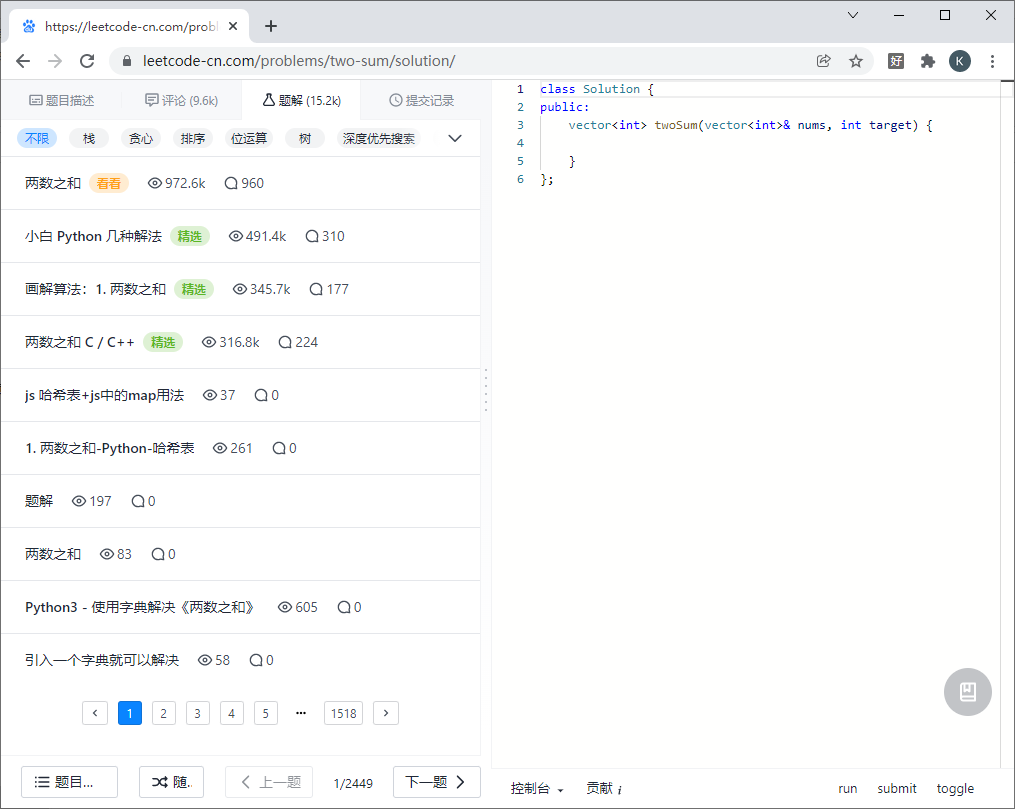 https://leetcode-cn.com/probl
leetcode-cn.com/problems/two-sum/solution/
好
K
题目描述 评论 (9.6k) 题解 (15.2k) 提交记录
不限 栈 贪心 排序 位运算 树 深度优先搜索
两数之和 看看 972.6k 960
小白 Python 几种解法 精选 491.4k 310
画解算法：1. 两数之和 精选 345.7k 177
两数之和 C / C++ 精选 316.8k 224
js 哈希表+js中的map用法 37 0
1. 两数之和-Python-哈希表 261 0
题解 197 0
两数之和 83 0
Python3 - 使用字典解决《两数之和》 605 0
引入一个字典就可以解决 58 0
1 2 3 4 5 ··· 1518
题目... 随. 上一题 1/2449 下一题
1 class Solution {
2 public:
3 vector<int> twoSum(vector<int>& nums, int target) {
4
5 }
6 };
控制台 贡献 i run submit toggle